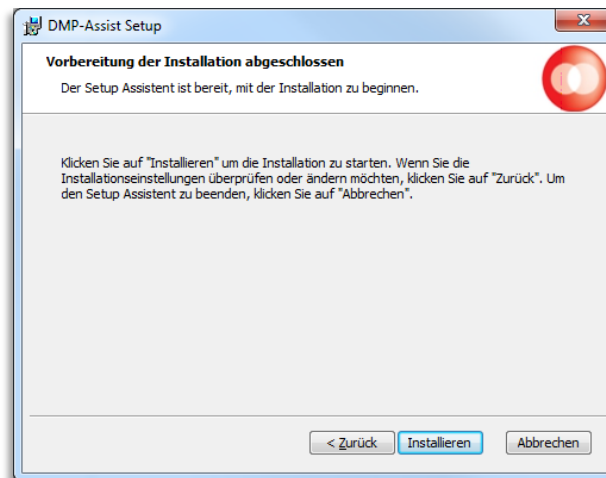 DMP-Assist Setup
Vorbereitung der Installation abgeschlossen
Der Setup Assistent ist bereit, mit der Installation zu beginnen.
Klicken Sie auf "Installieren" um die Installation zu starten. Wenn Sie die
Installationseinstellungen überprüfen oder ändern möchten, klicken Sie auf "Zurück". Um
den Setup Assistent zu beenden, klicken Sie auf "Abbrechen".
< Zurück Installieren Abbrechen